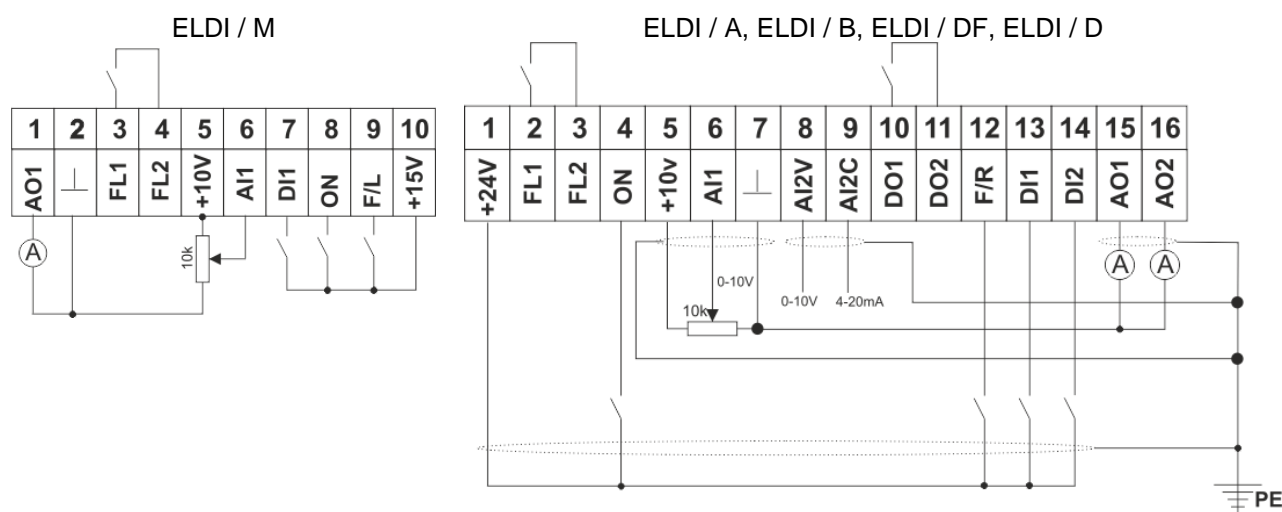 ELDI / M
ELDI / A, ELDI / B, ELDI / DF, ELDI / D
1 2 3 4 5 6 7 8 9 10
AO1 ⊥ FL1 FL2 +10V AI1 DI1 ON F/L +15V
A
10k
1 2 3 4 5 6 7 8 9 10 11 12 13 14 15 16
+24V FL1 FL2 ON +10v AI1 ⊥ AI2V AI2C DO1 DO2 F/R DI1 DI2 AO1 AO2
A A
0-10V
0-10V 4-20mA
10k
PE